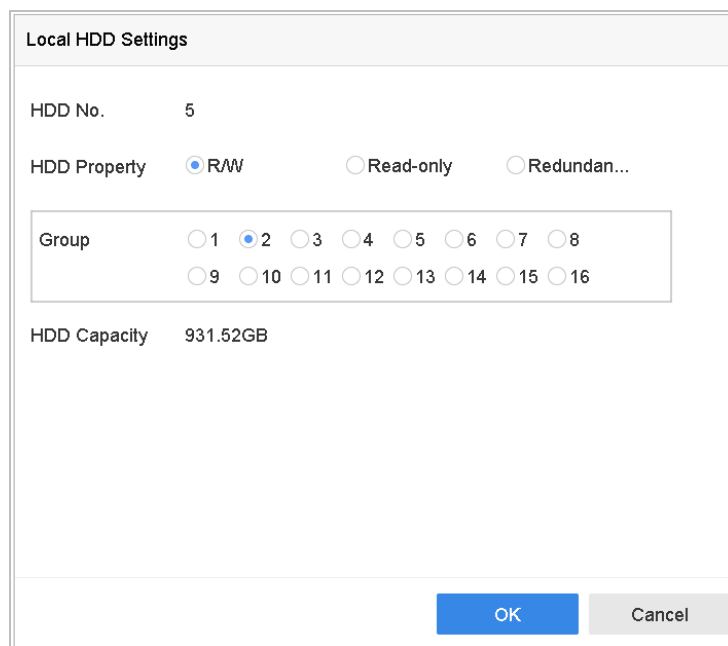 Local HDD Settings
HDD No. 5
HDD Property R/W Read-only Redundan...
Group 1 2 3 4 5 6 7 8
9 10 11 12 13 14 15 16
HDD Capacity 931.52GB
OK Cancel